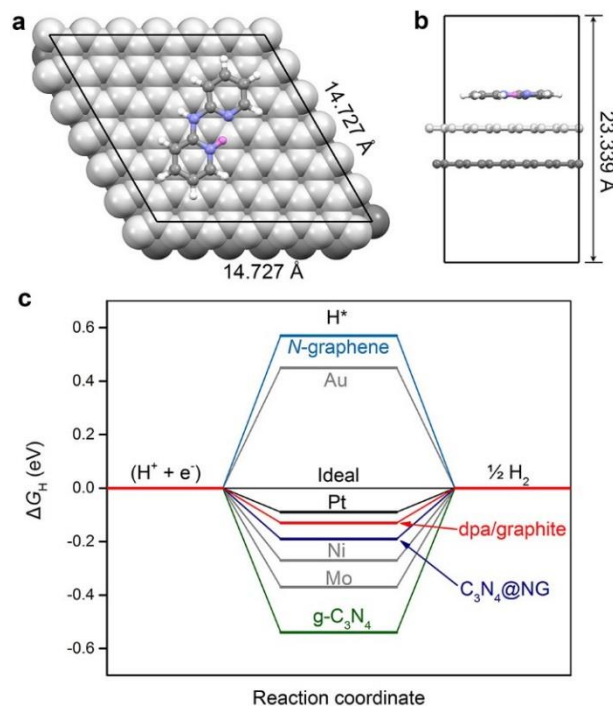 a
14.727 Å
14.727 Å
b
23.339 Å
c
0.6
0.4
0.2
0.0
-0.2
-0.4
-0.6
ΔG_H (eV)
H*
N-graphene
Au
(H⁺ + e⁻)
Ideal
½ H₂
Pt
dpa/graphite
Ni
C₃N₄@NG
Mo
g-C₃N₄
Reaction coordinate